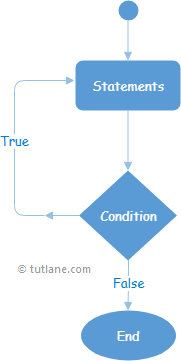 Statements
True
Condition
© tutlane.com
False
End